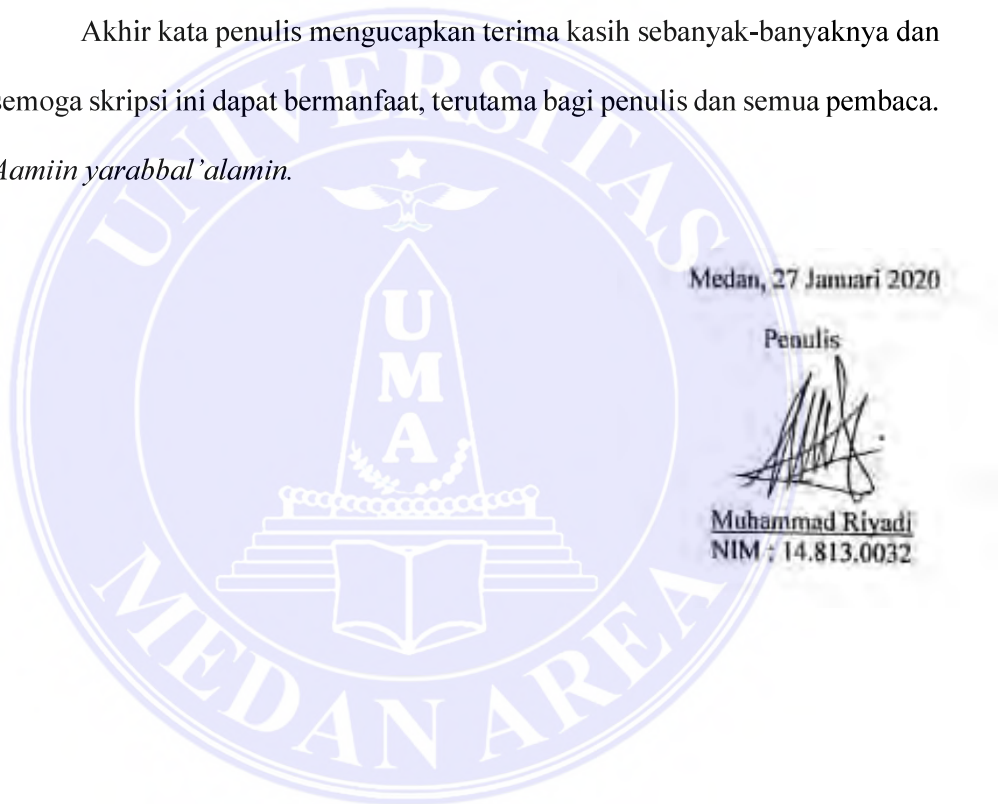 Akhir kata penulis mengucapkan terima kasih sebanyak-banyaknya dan
semoga skripsi ini dapat bermanfaat, terutama bagi penulis dan semua pembaca.
Aamiin yarabbal’alamin.
UNIVERSITAS
UMA
MEDAN AREA
Medan, 27 Januari 2020
Penulis
Muhammad Riyadi
NIM : 14.813.0032